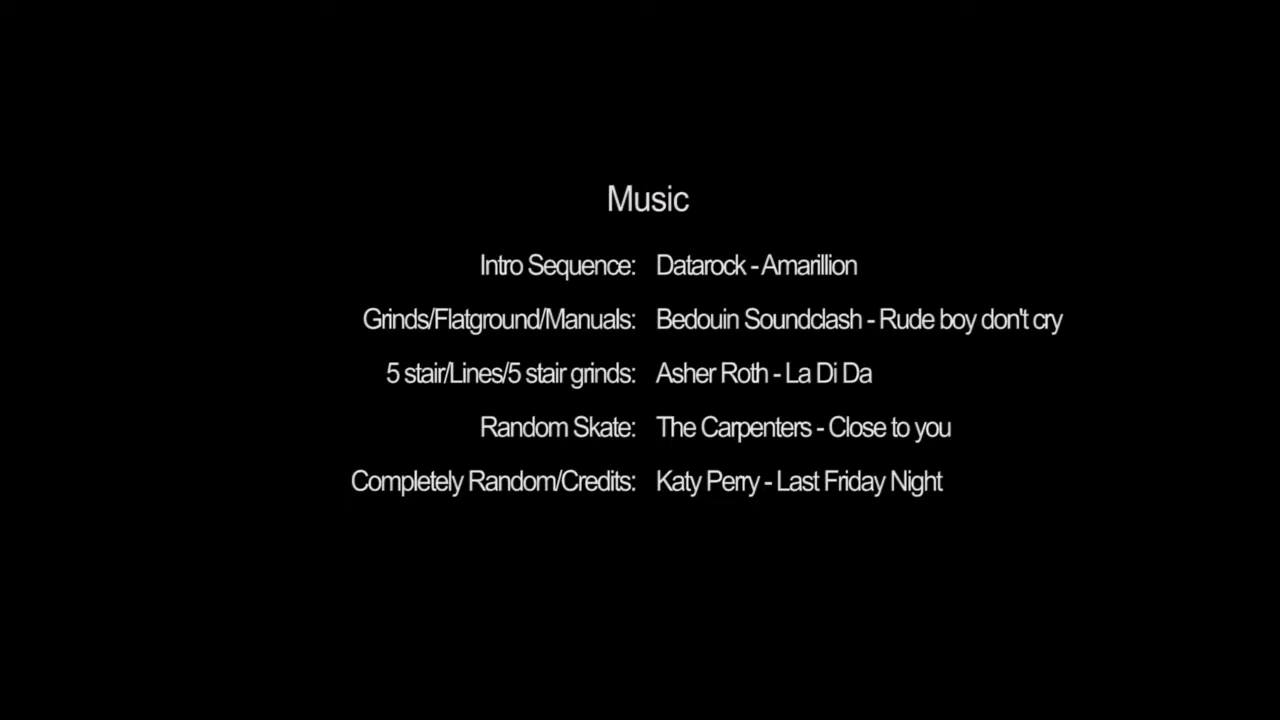 Music
Intro Sequence: Datarock - Amarillion
Grinds/Flatground/Manuals: Bedouin Soundclash - Rude boy don't cry
5 stair/Lines/5 stair grinds: Asher Roth - La Di Da
Random Skate: The Carpenters - Close to you
Completely Random/Credits: Katy Perry - Last Friday Night